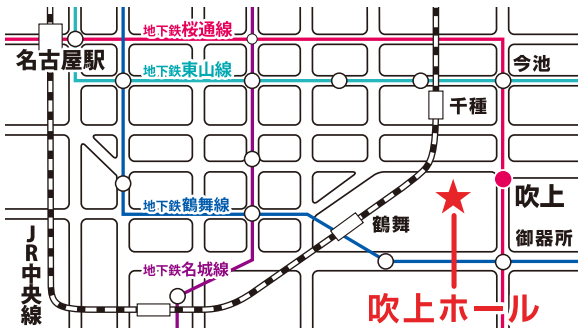 地下鉄桜通線
名古屋駅
地下鉄東山線
今池
千種
吹上
地下鉄鶴舞線
鶴舞
御器所
JR中央線
地下鉄名城線
吹上ホール